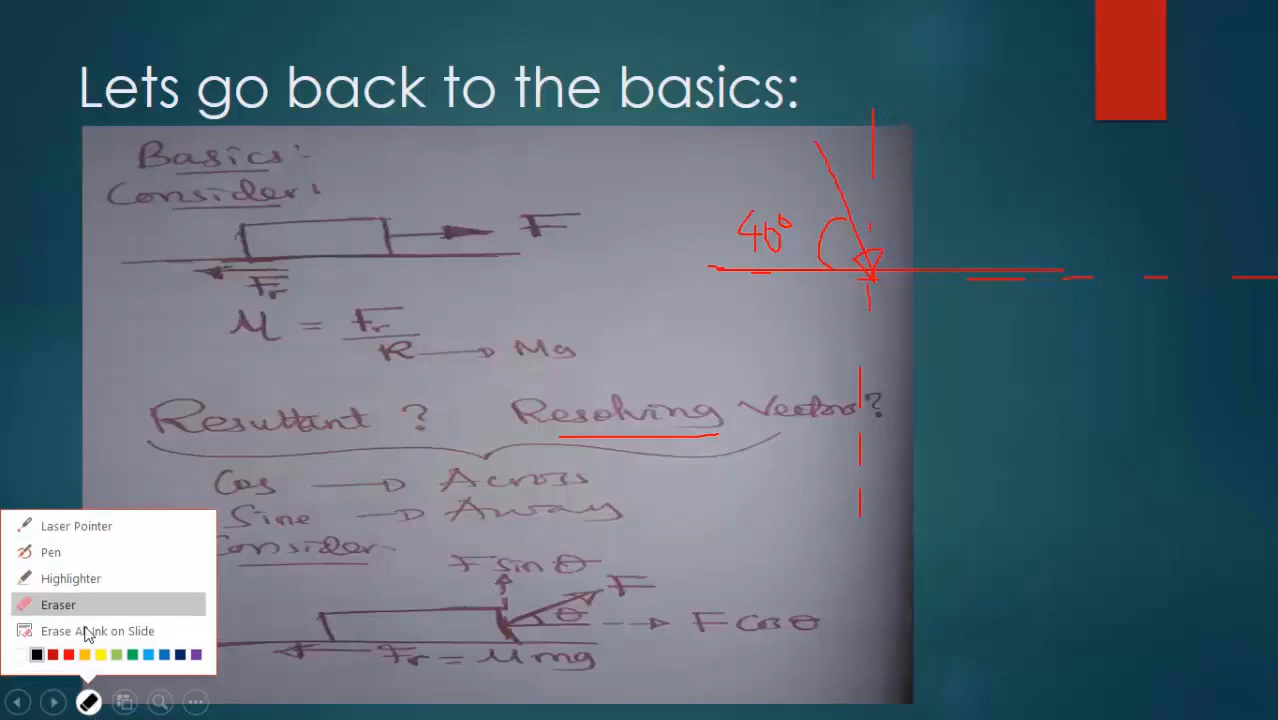 Lets go back to the basics:
Basics:
Consider:
F
Fr
40°
μ = Fr
R → Mg
Resultant ? Resolving Vector?
Cos → Across
Sine → Away
Consider
F sin θ
F
θ
F cos θ
Fr = μmg
Laser Pointer
Pen
Highlighter
Eraser
Erase All Ink on Slide